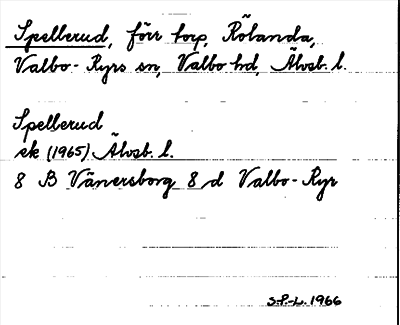 Spellerud, förr torp, Rölanda,
Valbo-Ryrs sn, Valbo hd, Älvsb. l.
Spellerud
ek (1965) Älvsb. l.
8 B Vänersborg 8 d Valbo-Ryr
S.P.-L. 1966